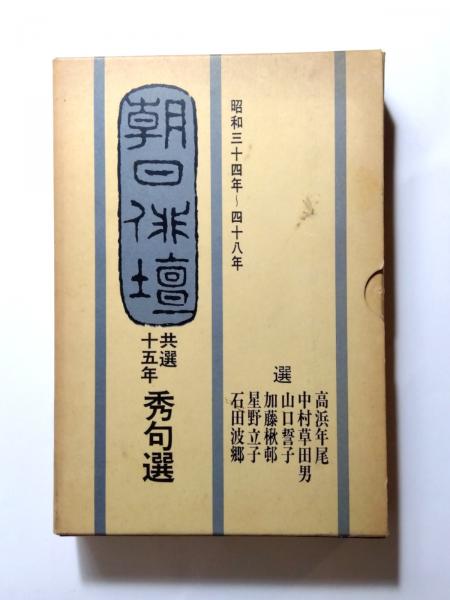 朝日俳壇
共選
十五年
秀句選
昭和三十四年～四十八年
選
高浜年尾
中村草田男
山口誓子
加藤楸邨
星野立子
石田波郷